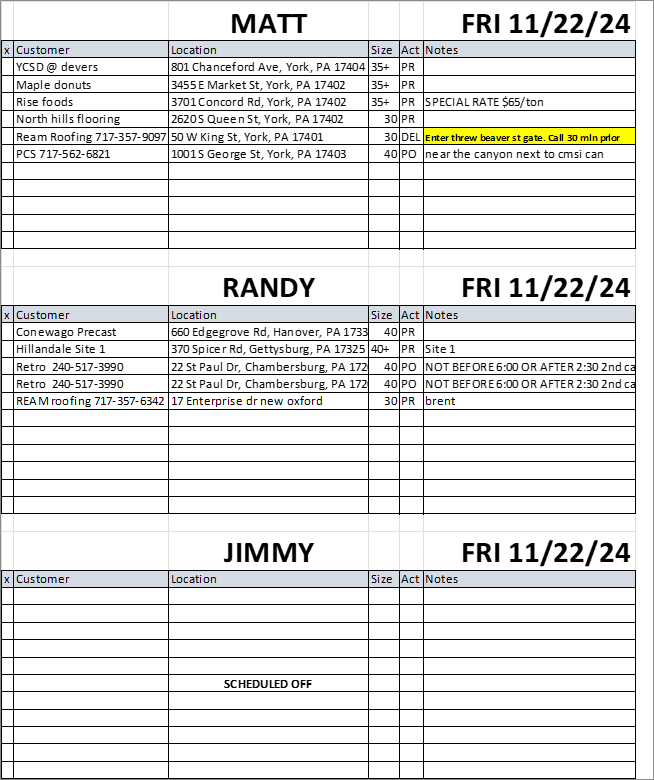 MATT FRI 11/22/24
x Customer Location Size Act Notes
YCSD @ devers 801 Chanceford Ave, York, PA 17404 35+ PR
Maple donuts 3455 E Market St, York, PA 17402 35+ PR
Rise foods 3701 Concord Rd, York, PA 17402 35+ PR SPECIAL RATE $65/ton
North hills flooring 2620 S Queen St, York, PA 17402 30 PR
Ream Roofing 717-357-9097 50 W King St, York, PA 17401 30 DEL Enter threw beaver st gate. Call 30 min prior
PCS 717-562-6821 1001 S George St, York, PA 17403 40 PO near the canyon next to cmsi can
RANDY FRI 11/22/24
x Customer Location Size Act Notes
Conewago Precast 660 Edgegrove Rd, Hanover, PA 1733 40 PR
Hillandale Site 1 370 Spicer Rd, Gettysburg, PA 17325 40+ PR Site 1
Retro 240-517-3990 22 St Paul Dr, Chambersburg, PA 172 40 PO NOT BEFORE 6:00 OR AFTER 2:30 2nd ca
Retro 240-517-3990 22 St Paul Dr, Chambersburg, PA 172 40 PO NOT BEFORE 6:00 OR AFTER 2:30 2nd ca
REAM roofing 717-357-6342 17 Enterprise dr new oxford 30 PR brent
JIMMY FRI 11/22/24
x Customer Location Size Act Notes
SCHEDULED OFF